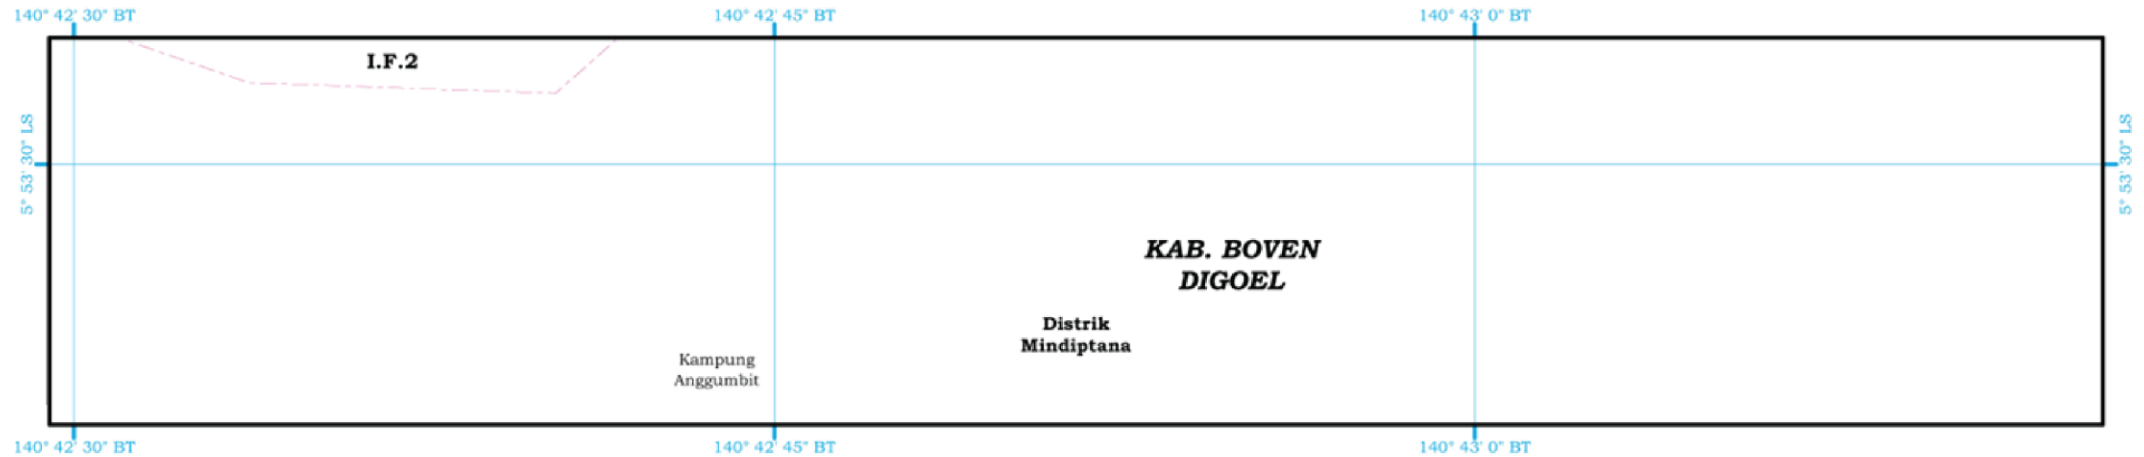 140° 42' 30" BT
140° 42' 45" BT
140° 43' 0" BT
I.F.2
5° 53' 30" LS
5° 53' 30" LS
KAB. BOVEN
DIGOEL
Distrik
Mindiptana
Kampung
Anggumbit
140° 42' 30" BT
140° 42' 45" BT
140° 43' 0" BT